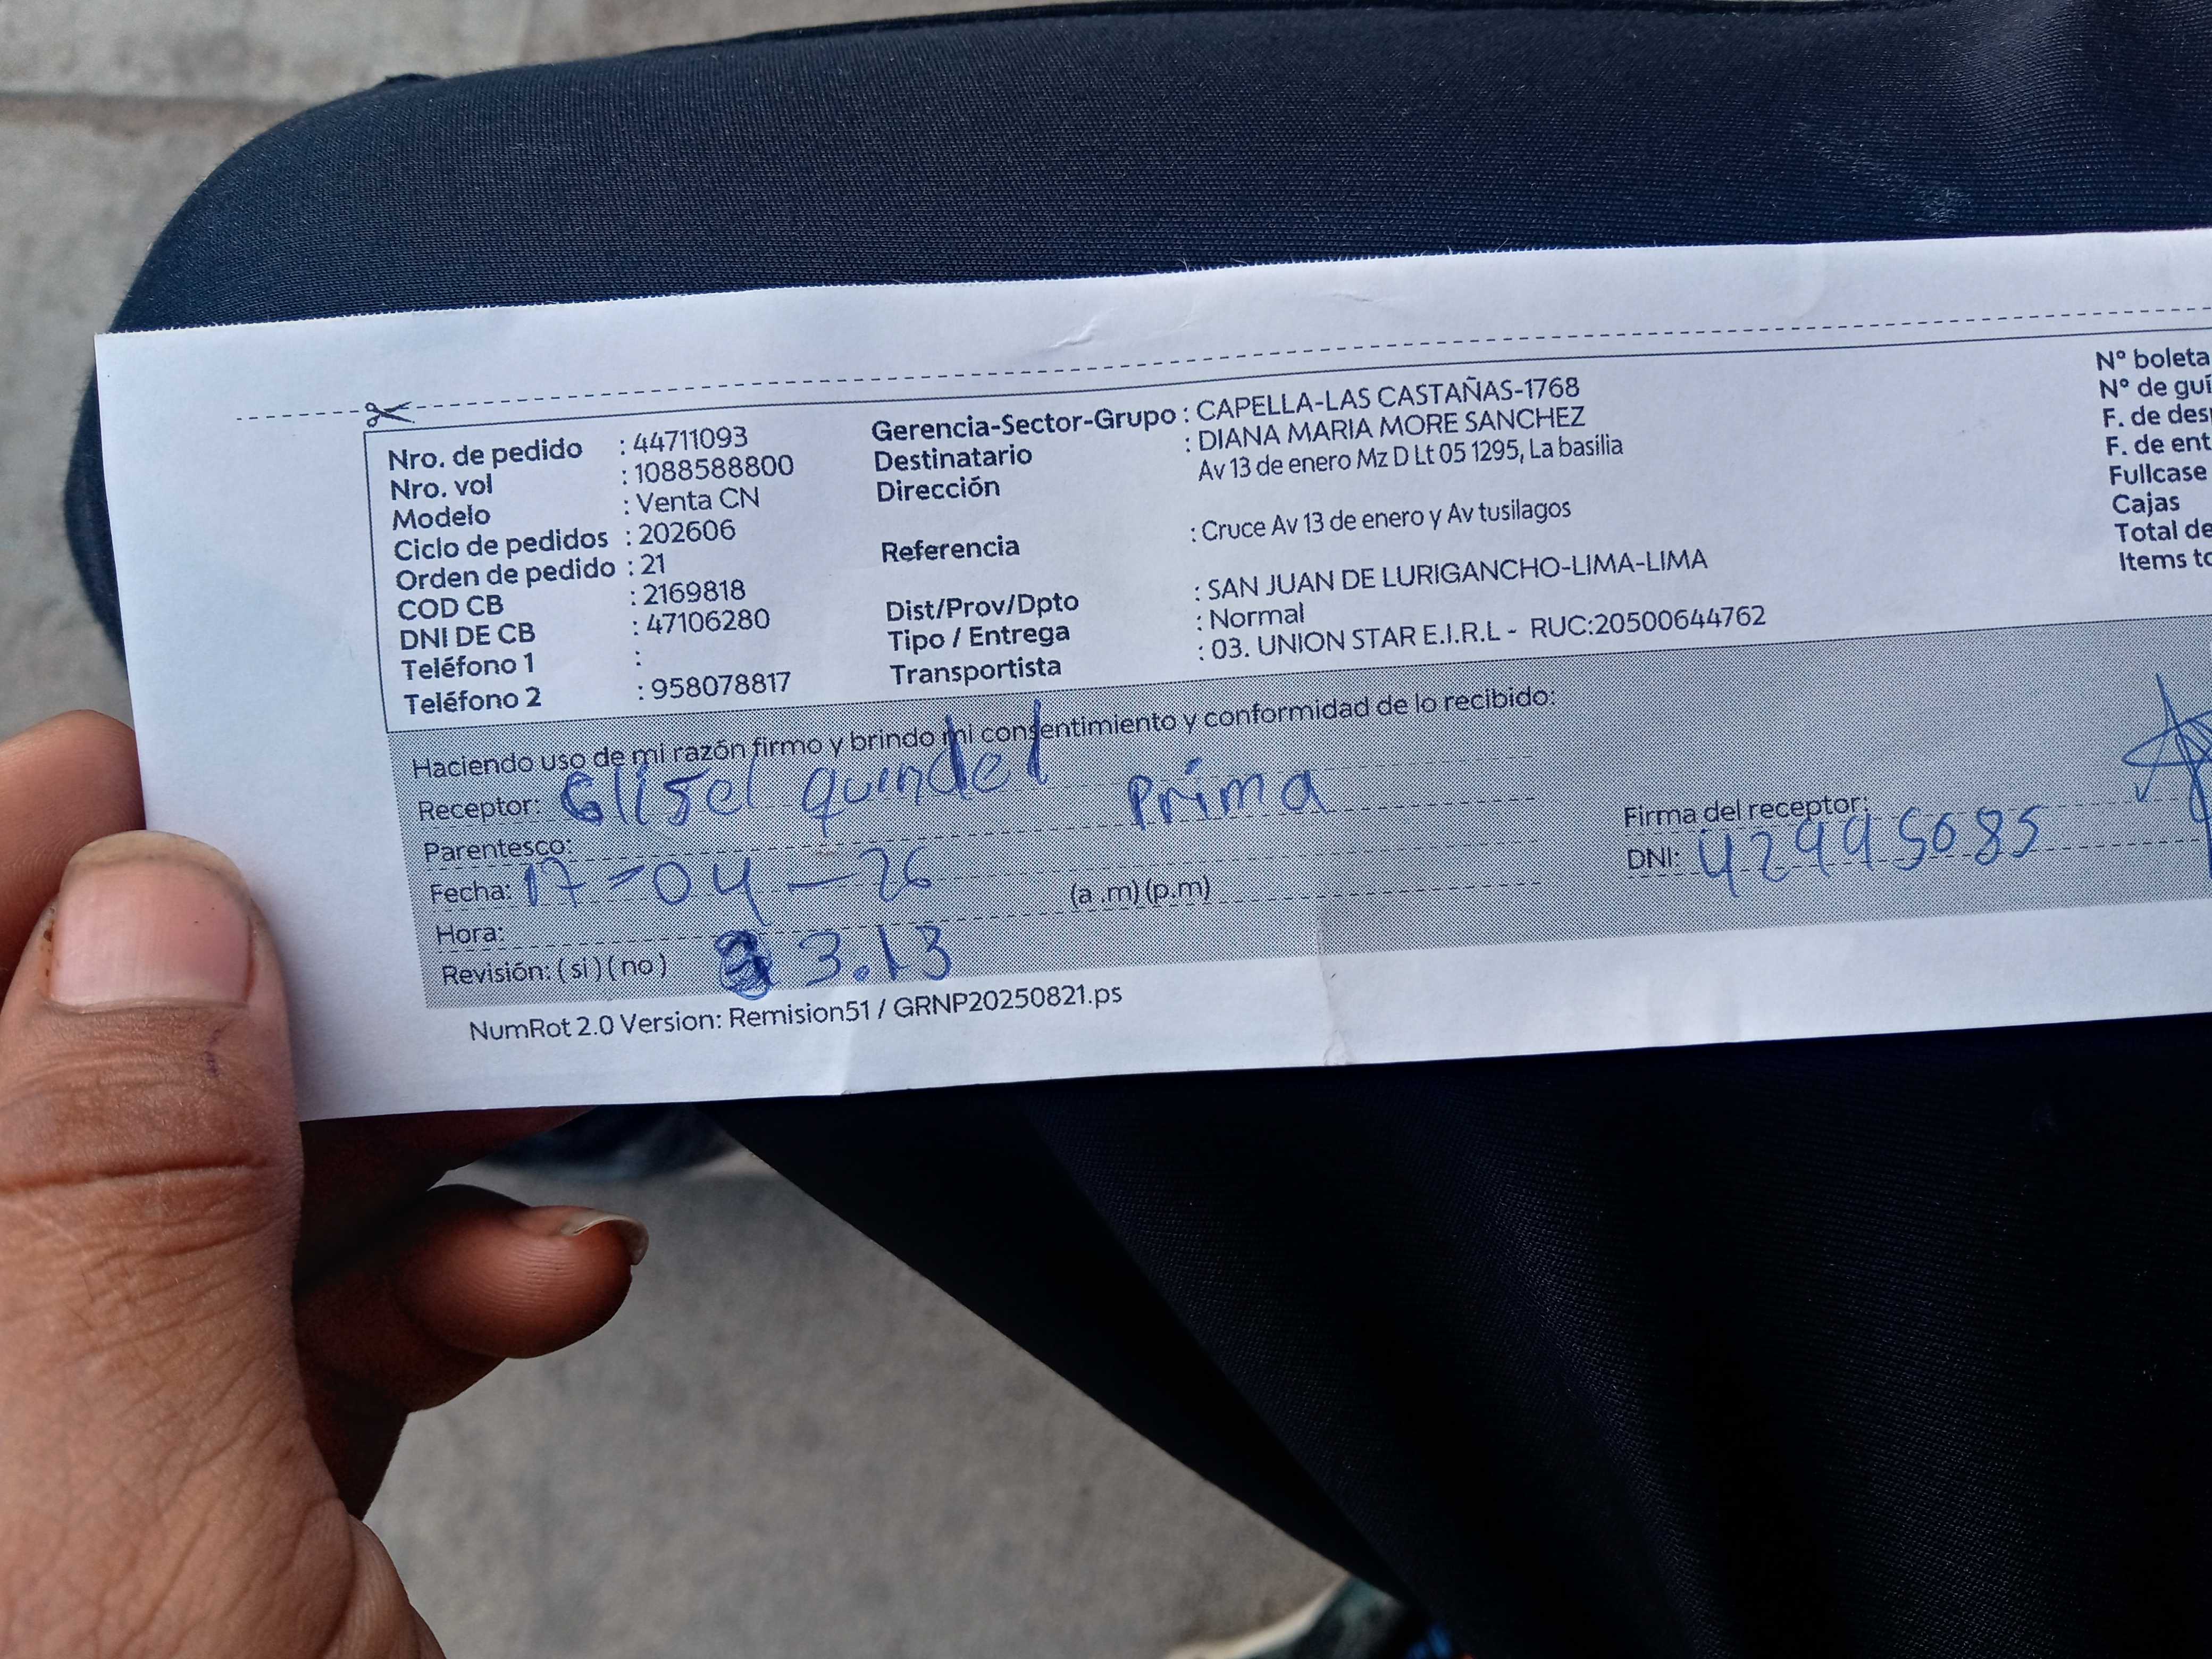 Nro. de pedido : 44711093
Nro. vol : 1088588800
Modelo : Venta CN
Ciclo de pedidos : 202606
Orden de pedido : 21
COD CB : 2169818
DNI DE CB : 47106280
Teléfono 1 :
Teléfono 2 : 958078817
Gerencia-Sector-Grupo : CAPELLA-LAS CASTAÑAS-1768
Destinatario : DIANA MARIA MORE SANCHEZ
Dirección Av 13 de enero Mz D Lt 05 1295, La basilia
Referencia : Cruce Av 13 de enero y Av tusilagos
Dist/Prov/Dpto : SAN JUAN DE LURIGANCHO-LIMA-LIMA
Tipo / Entrega : Normal
Transportista : 03. UNION STAR E.I.R.L - RUC:20500644762
N° boleta
N° de guí
F. de des
F. de ent
Fullcase
Cajas
Total de
Items to
Haciendo uso de mi razón firmo y brindo mi consentimiento y conformidad de lo recibido:
Receptor:
Parentesco: Prima
Fecha: 17-04-26
Hora: 3.13 (a .m) (p.m)
Revisión: ( si ) ( no )
Firma del receptor:
DNI: 42995085
NumRot 2.0 Version: Remision51 / GRNP20250821.ps